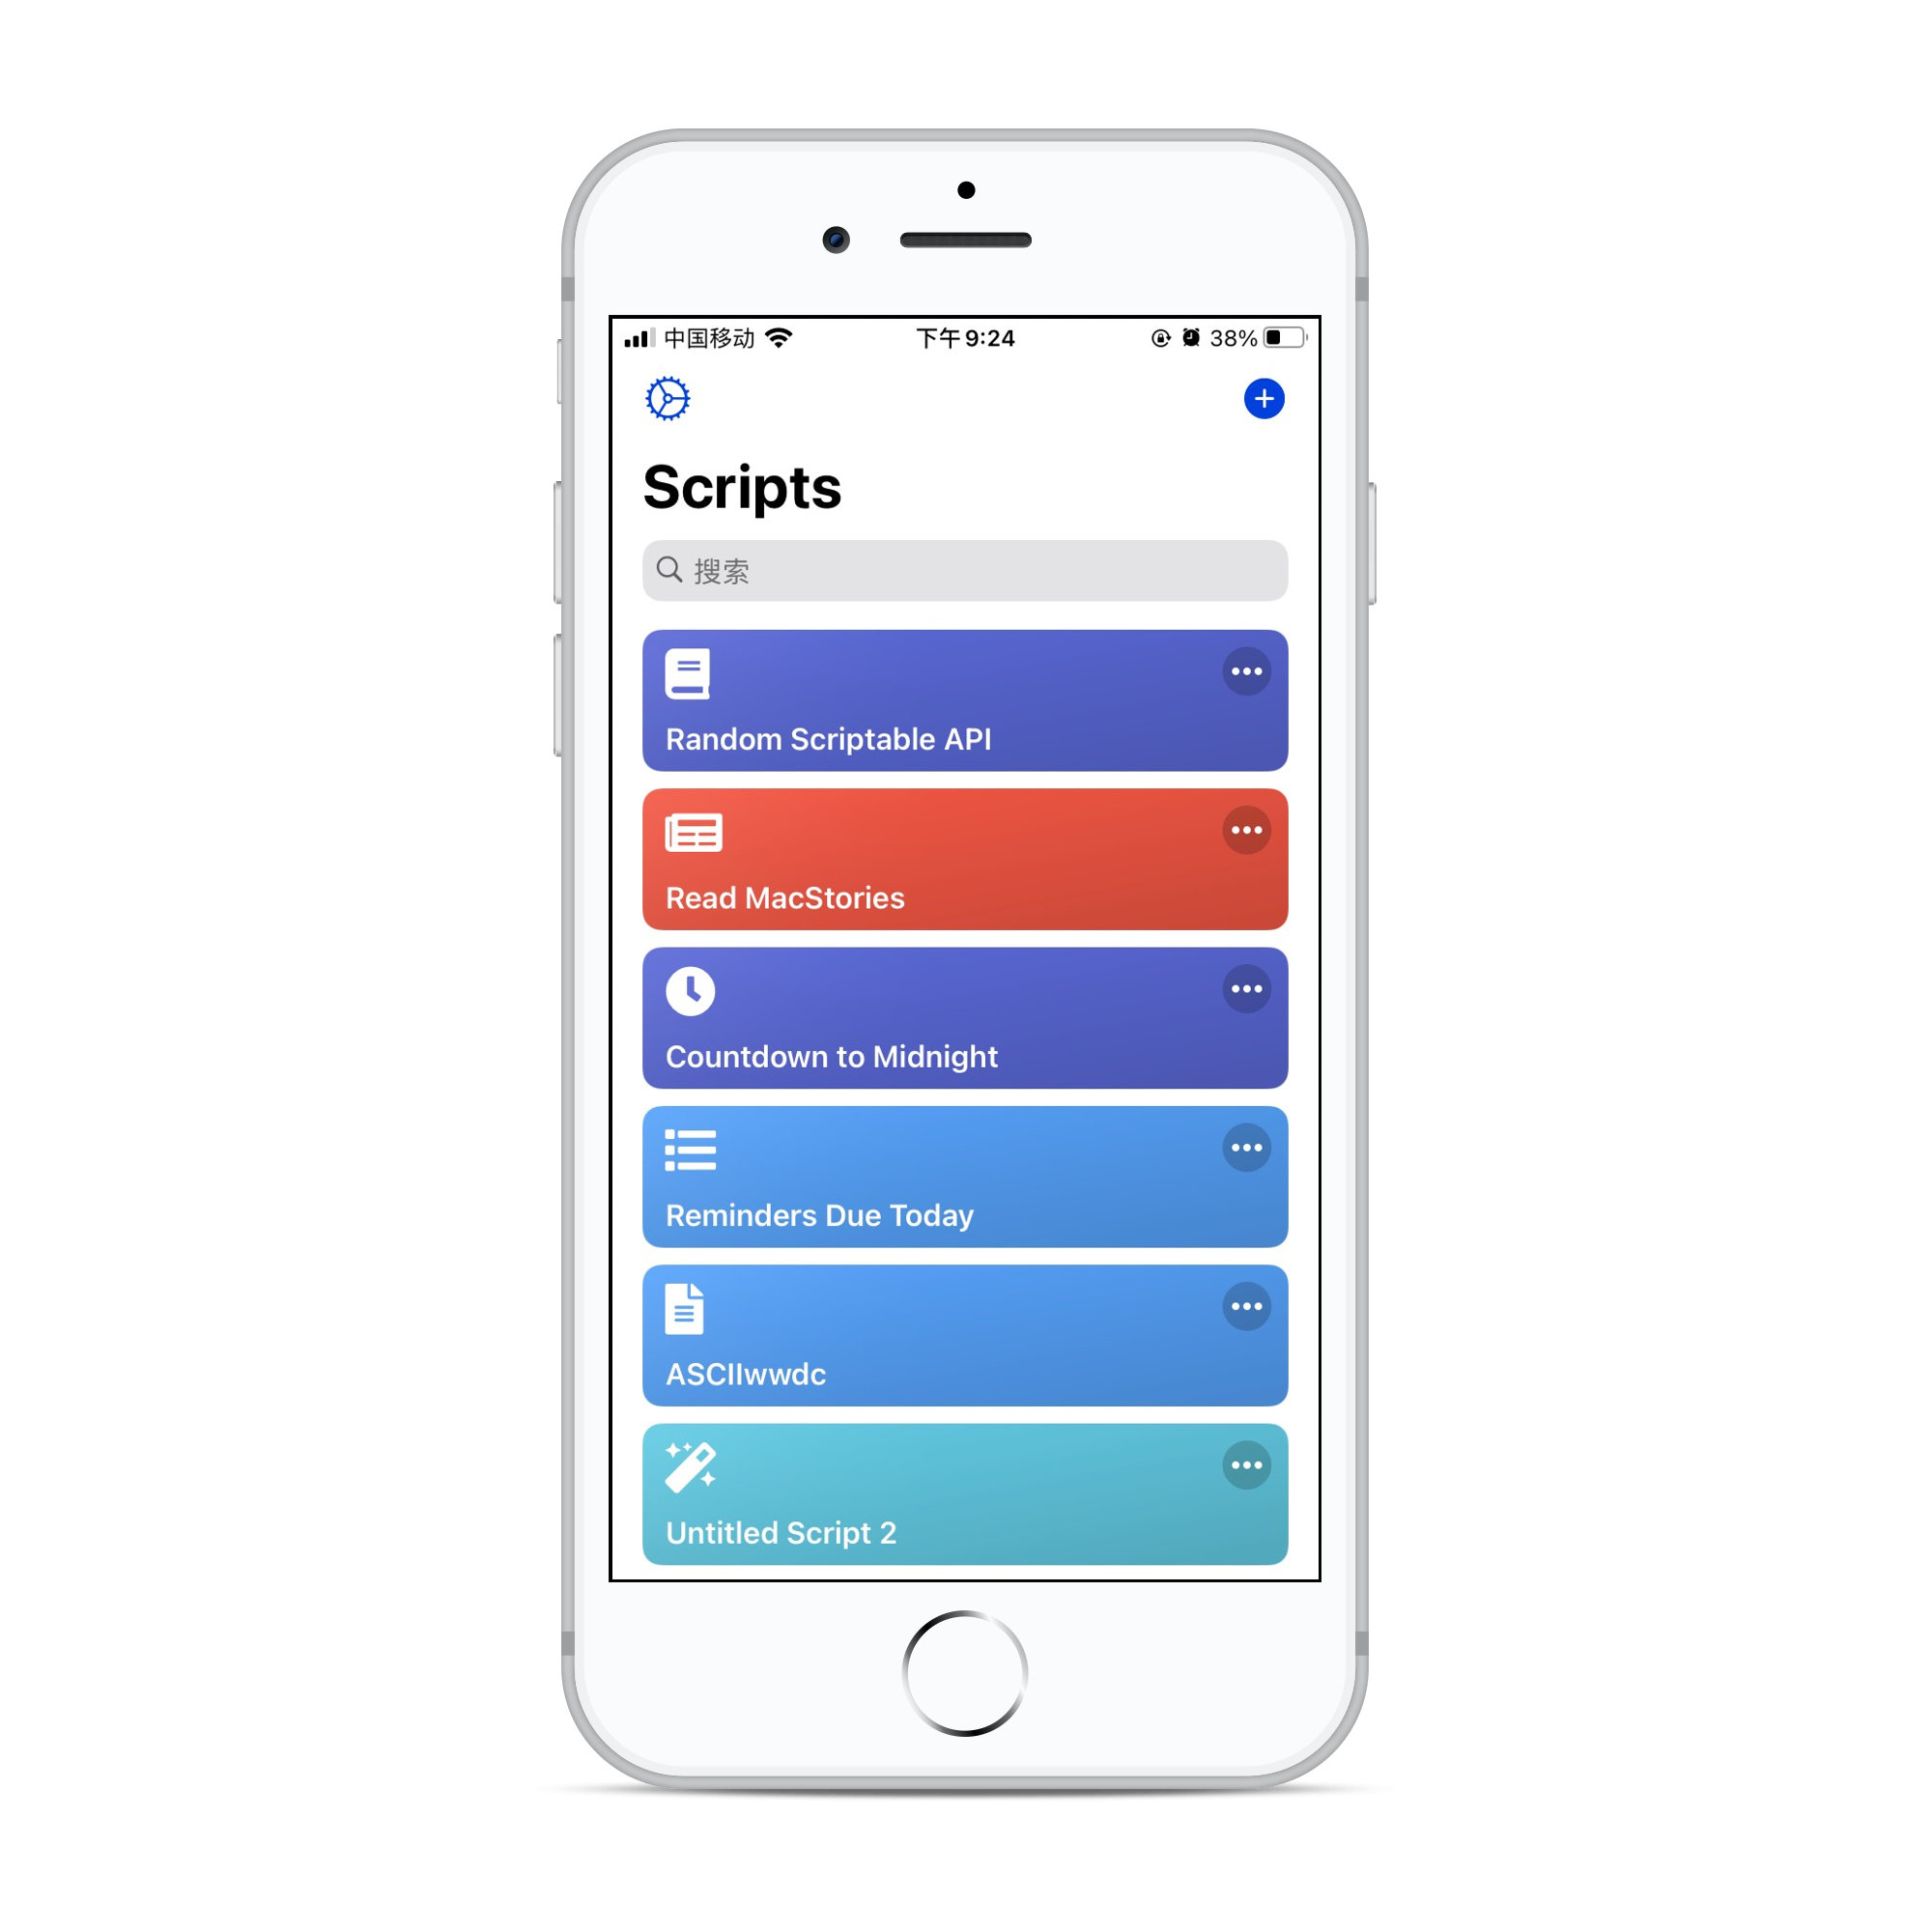 中国移动 下午 9:24 38%
Scripts
搜索
Random Scriptable API
Read MacStories
Countdown to Midnight
Reminders Due Today
ASCIIwwdc
Untitled Script 2